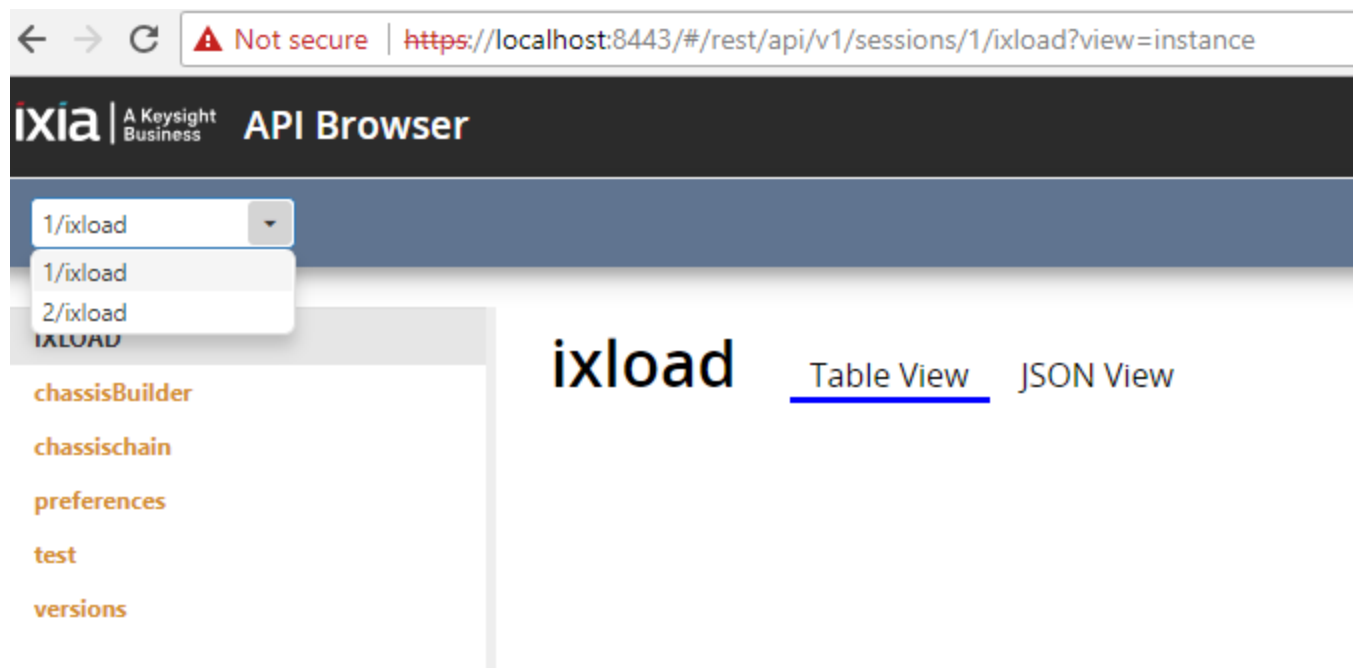 Not secure | https://localhost:8443/#/rest/api/v1/sessions/1/ixload?view=instance
ixia | A Keysight Business API Browser
1/ixload
1/ixload
2/ixload
IXLOAD
chassisBuilder
chassischain
preferences
test
versions
ixload Table View JSON View